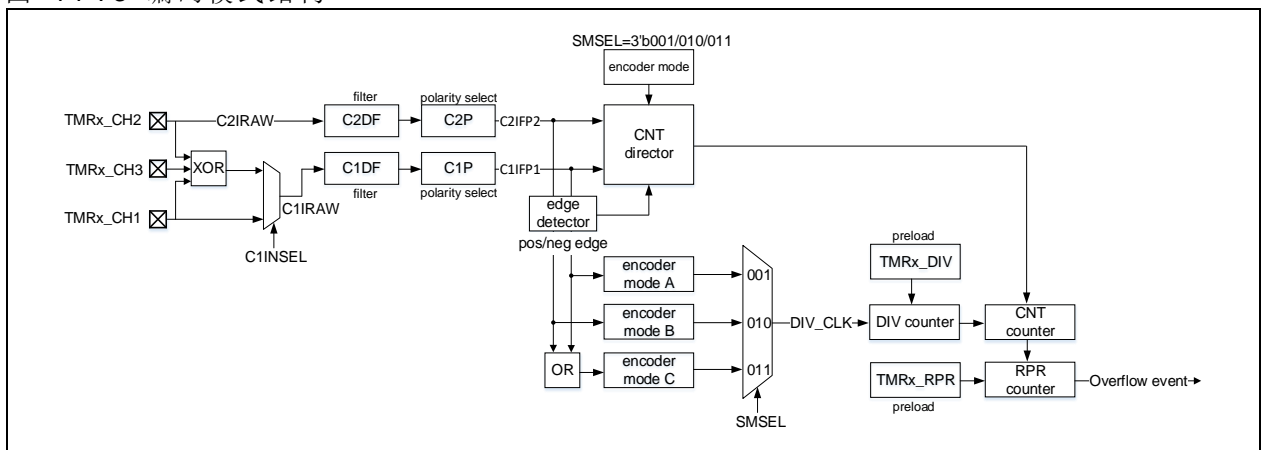 SMSEL=3'b001/010/011
encoder mode
filter
polarity select
TMRx_CH2
C2IRAW
C2DF
C2P
C2IFP2
CNT
director
TMRx_CH3
XOR
C1DF
C1P
C1IFP1
filter
polarity select
C1IRAW
TMRx_CH1
edge
detector
C1INSEL
pos/neg edge
preload
encoder
mode A
001
TMRx_DIV
encoder
mode B
010
DIV_CLK
DIV counter
CNT
counter
OR
encoder
mode C
011
TMRx_RPR
RPR
counter
Overflow event
preload
SMSEL